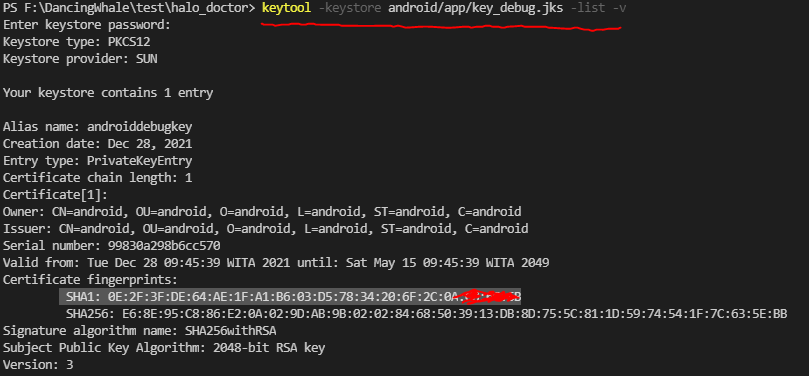 PS F:\DancingWhale\test\halo_doctor> keytool -keystore android/app/key_debug.jks -list -v
Enter keystore password:
Keystore type: PKCS12
Keystore provider: SUN
Your keystore contains 1 entry
Alias name: androiddebugkey
Creation date: Dec 28, 2021
Entry type: PrivateKeyEntry
Certificate chain length: 1
Certificate[1]:
Owner: CN=android, OU=android, O=android, L=android, ST=android, C=android
Issuer: CN=android, OU=android, O=android, L=android, ST=android, C=android
Serial number: 99830a298b6cc570
Valid from: Tue Dec 28 09:45:39 WITA 2021 until: Sat May 15 09:45:39 WITA 2049
Certificate fingerprints:
SHA1: 0E:2F:3F:DE:64:AE:1F:A1:B6:03:D5:78:34:20:6F:2C:0A
SHA256: E6:8E:95:C8:86:E2:0A:02:9D:AB:9B:02:02:84:68:50:39:13:DB:8D:75:5C:81:1D:59:74:54:1F:7C:63:5E:BB
Signature algorithm name: SHA256withRSA
Subject Public Key Algorithm: 2048-bit RSA key
Version: 3